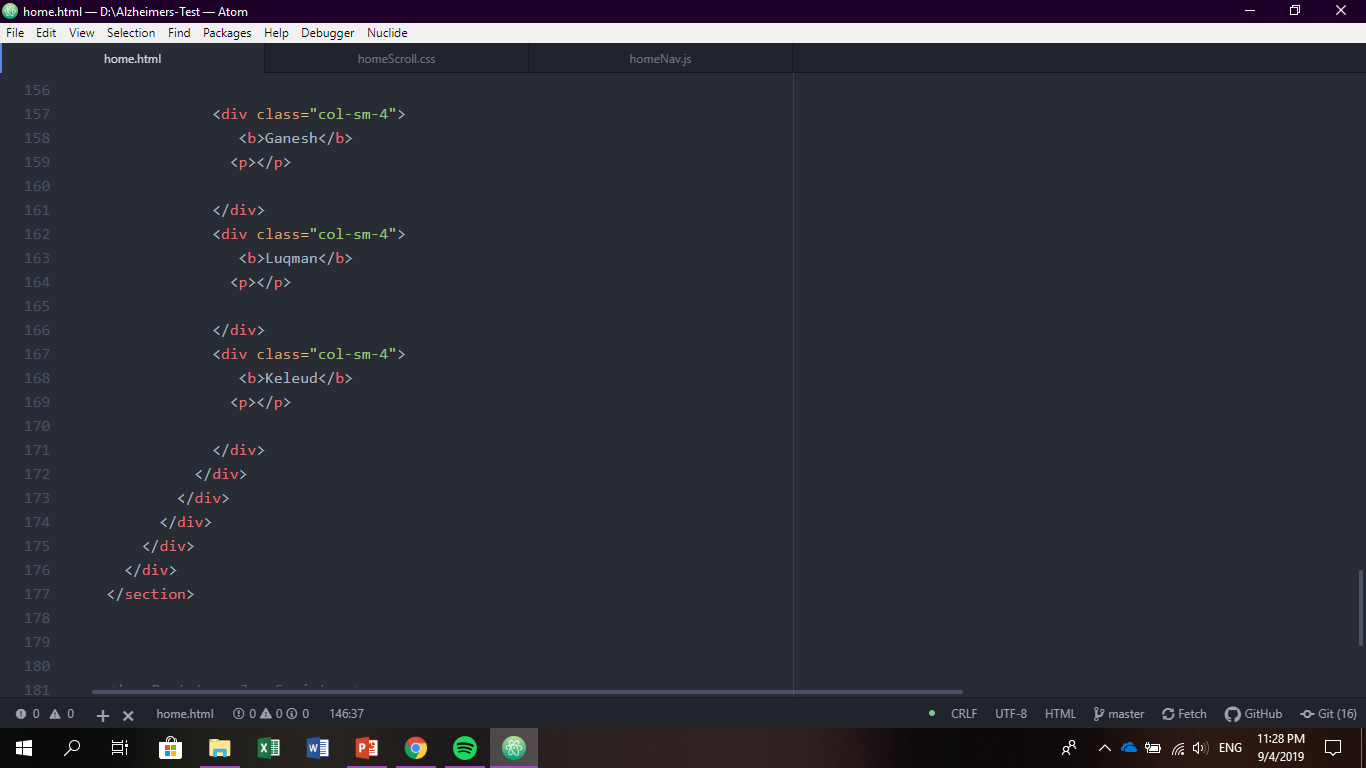 home.html — D:\Alzheimers-Test — Atom
File Edit View Selection Find Packages Help Debugger Nuclide
home.html homeScroll.css homeNav.js
156
157 <div class="col-sm-4">
158 <b>Ganesh</b>
159 <p></p>
160
161 </div>
162 <div class="col-sm-4">
163 <b>Luqman</b>
164 <p></p>
165
166 </div>
167 <div class="col-sm-4">
168 <b>Keleud</b>
169 <p></p>
170
171 </div>
172 </div>
173 </div>
174 </div>
175 </div>
176 </div>
177 </section>
178
179
180
181
0 0 + × home.html 0 0 0 146:37 CRLF UTF-8 HTML master Fetch GitHub Git (16)
ENG 11:28 PM
9/4/2019